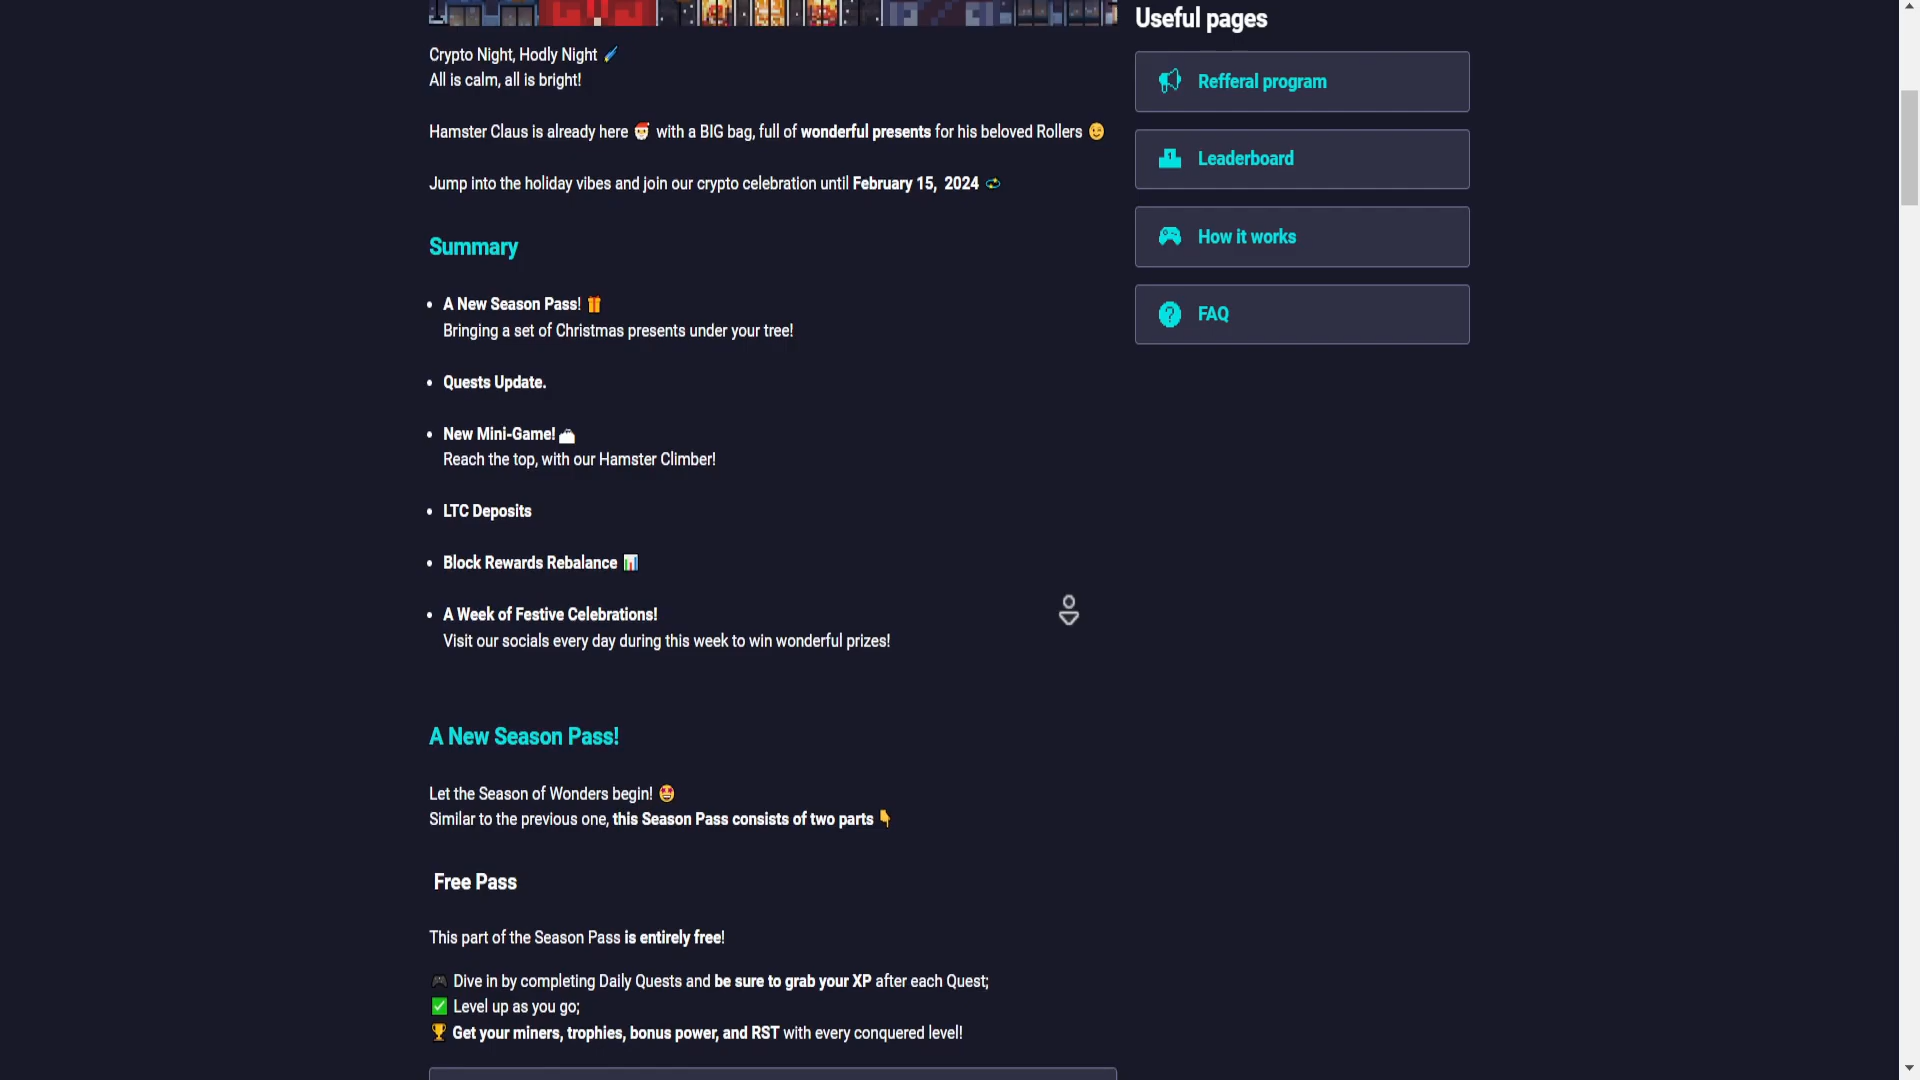 Crypto Night, Hodly Night
All is calm, all is bright!
Hamster Claus is already here 🎅 with a BIG bag, full of wonderful presents for his beloved Rollers 😉
Jump into the holiday vibes and join our crypto celebration until February 15, 2024
Summary
• A New Season Pass! 🎁
Bringing a set of Christmas presents under your tree!
• Quests Update.
• New Mini-Game! 🏔
Reach the top, with our Hamster Climber!
• LTC Deposits
• Block Rewards Rebalance 📊
• A Week of Festive Celebrations!
Visit our socials every day during this week to win wonderful prizes!
A New Season Pass!
Let the Season of Wonders begin! 🤩
Similar to the previous one, this Season Pass consists of two parts 👇
Free Pass
This part of the Season Pass is entirely free!
🎮 Dive in by completing Daily Quests and be sure to grab your XP after each Quest;
✅ Level up as you go;
🏆 Get your miners, trophies, bonus power, and RST with every conquered level!
Useful pages
Refferal program
Leaderboard
How it works
FAQ